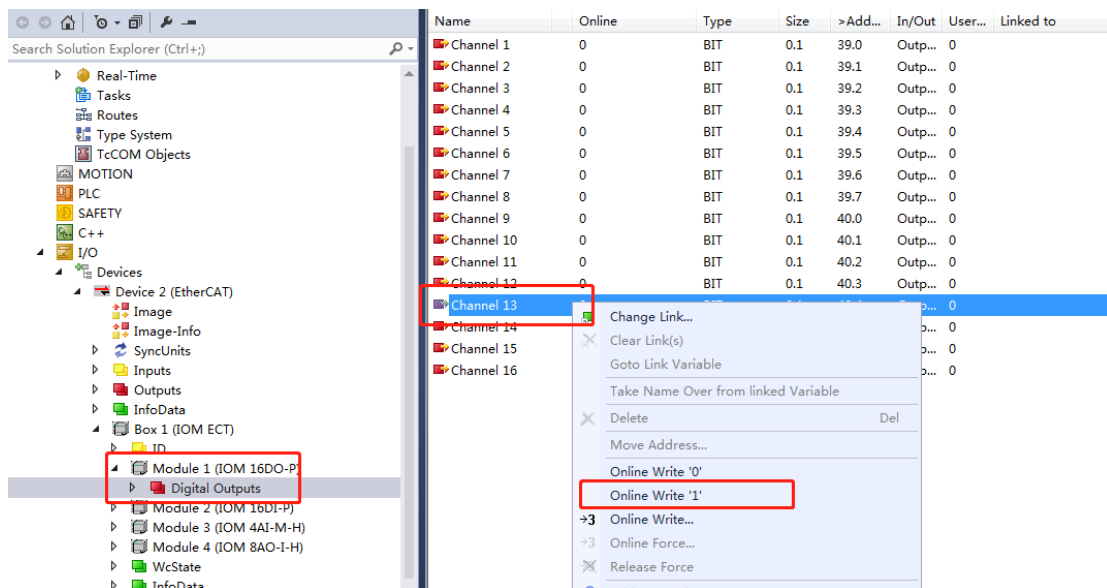 Search Solution Explorer (Ctrl+;)
Real-Time
Tasks
Routes
Type System
TcCOM Objects
MOTION
PLC
SAFETY
C++
I/O
Devices
Device 2 (EtherCAT)
Image
Image-Info
SyncUnits
Inputs
Outputs
InfoData
Box 1 (IOM ECT)
ID
Module 1 (IOM 16DO-P)
Digital Outputs
Module 2 (IOM 16DI-P)
Module 3 (IOM 4AI-M-H)
Module 4 (IOM 8AO-I-H)
WcState
InfoData
Name Online Type Size >Add... In/Out User... Linked to
Channel 1 0 BIT 0.1 39.0 Outp... 0
Channel 2 0 BIT 0.1 39.1 Outp... 0
Channel 3 0 BIT 0.1 39.2 Outp... 0
Channel 4 0 BIT 0.1 39.3 Outp... 0
Channel 5 0 BIT 0.1 39.4 Outp... 0
Channel 6 0 BIT 0.1 39.5 Outp... 0
Channel 7 0 BIT 0.1 39.6 Outp... 0
Channel 8 0 BIT 0.1 39.7 Outp... 0
Channel 9 0 BIT 0.1 40.0 Outp... 0
Channel 10 0 BIT 0.1 40.1 Outp... 0
Channel 11 0 BIT 0.1 40.2 Outp... 0
Channel 12 0 BIT 0.1 40.3 Outp... 0
Channel 13 0
Channel 14 0
Channel 15 0
Channel 16 0
Change Link...
Clear Link(s)
Goto Link Variable
Take Name Over from linked Variable
Delete Del
Move Address...
Online Write '0'
Online Write '1'
→3 Online Write...
→3 Online Force...
Release Force